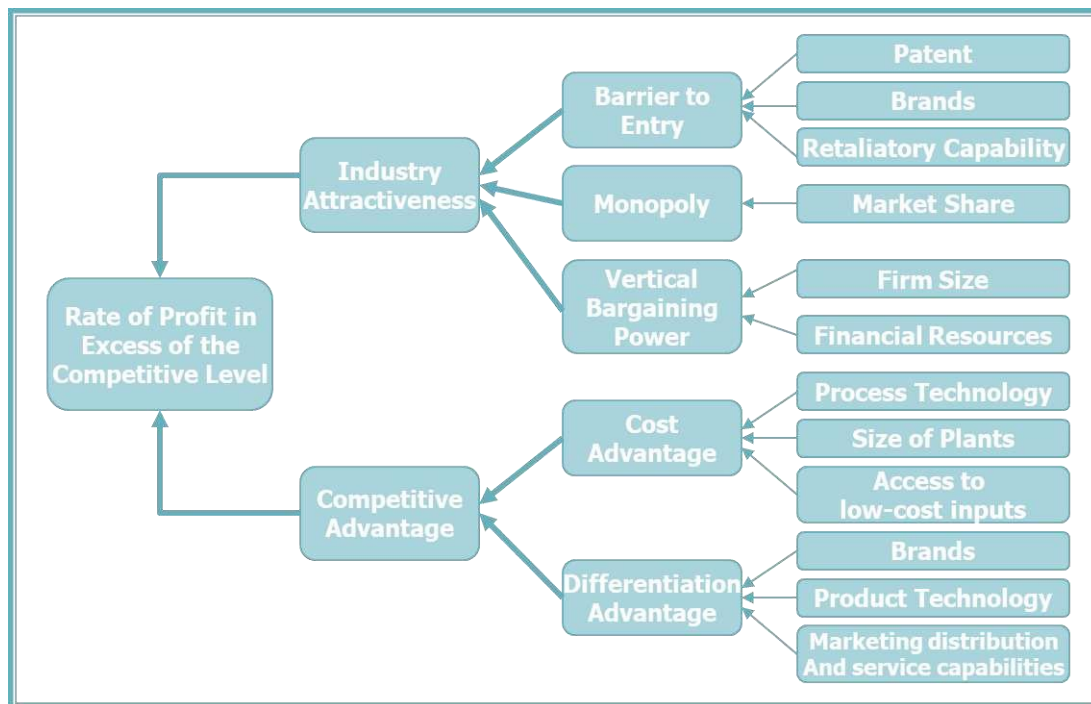 Patent
Barrier to
Entry
Brands
Retaliatory Capability
Industry
Attractiveness
Monopoly
Market Share
Vertical
Bargaining
Power
Firm Size
Financial Resources
Rate of Profit in
Excess of the
Competitive Level
Process Technology
Cost
Advantage
Size of Plants
Access to
low-cost inputs
Competitive
Advantage
Brands
Differentiation
Advantage
Product Technology
Marketing distribution
And service capabilities